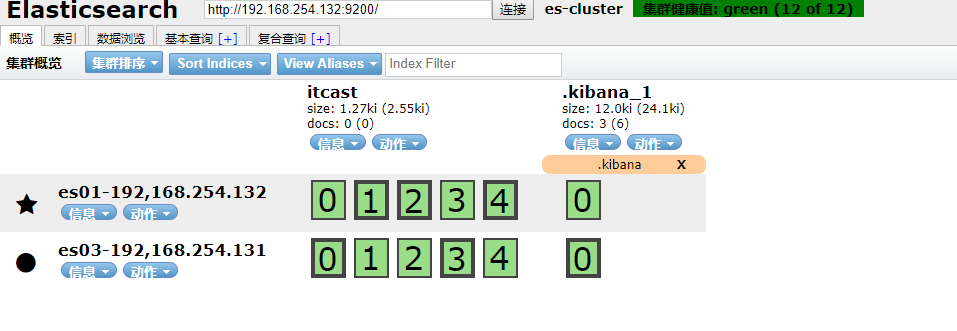 Elasticsearch http://192.168.254.132:9200/ 连接 es-cluster 集群健康值: green (12 of 12)
概览 索引 数据浏览 基本查询 [+] 复合查询 [+]
集群概览 集群排序 Sort Indices View Aliases Index Filter
itcast .kibana_1
size: 1.27ki (2.55ki) size: 12.0ki (24.1ki)
docs: 0 (0) docs: 3 (6)
信息 动作 信息 动作
.kibana X
es01-192,168.254.132 0 1 2 3 4 0
信息 动作
es03-192,168.254.131 0 1 2 3 4 0
信息 动作